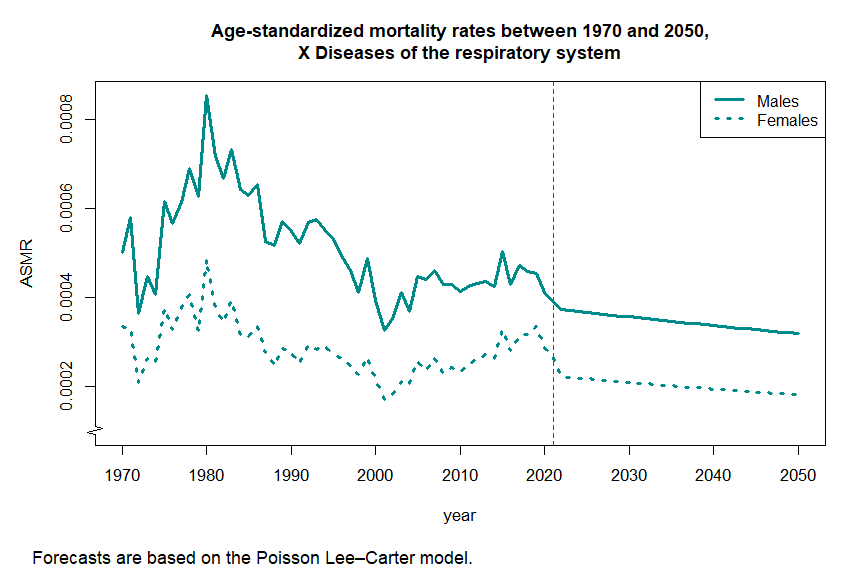 Age-standardized mortality rates between 1970 and 2050,
X Diseases of the respiratory system
Males
Females
0.0008
0.0006
0.0004
0.0002
ASMR
1970 1980 1990 2000 2010 2020 2030 2040 2050
year
Forecasts are based on the Poisson Lee–Carter model.